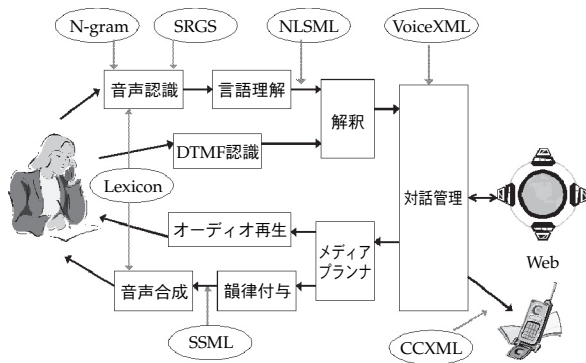 N-gram
SRGS
NLSML
VoiceXML
音声認識
言語理解
解釈
DTMF認識
Lexicon
対話管理
オーディオ再生
メディア
プランナ
Web
音声合成
韻律付与
SSML
CCXML